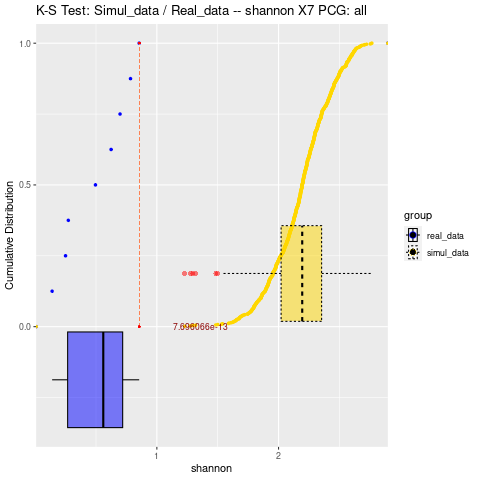 K-S Test: Simul_data / Real_data -- shannon X7 PCG: all
1.0
0.5
0.0
Cumulative Distribution
7.696066e-13
1
2
shannon
group
real_data
simul_data